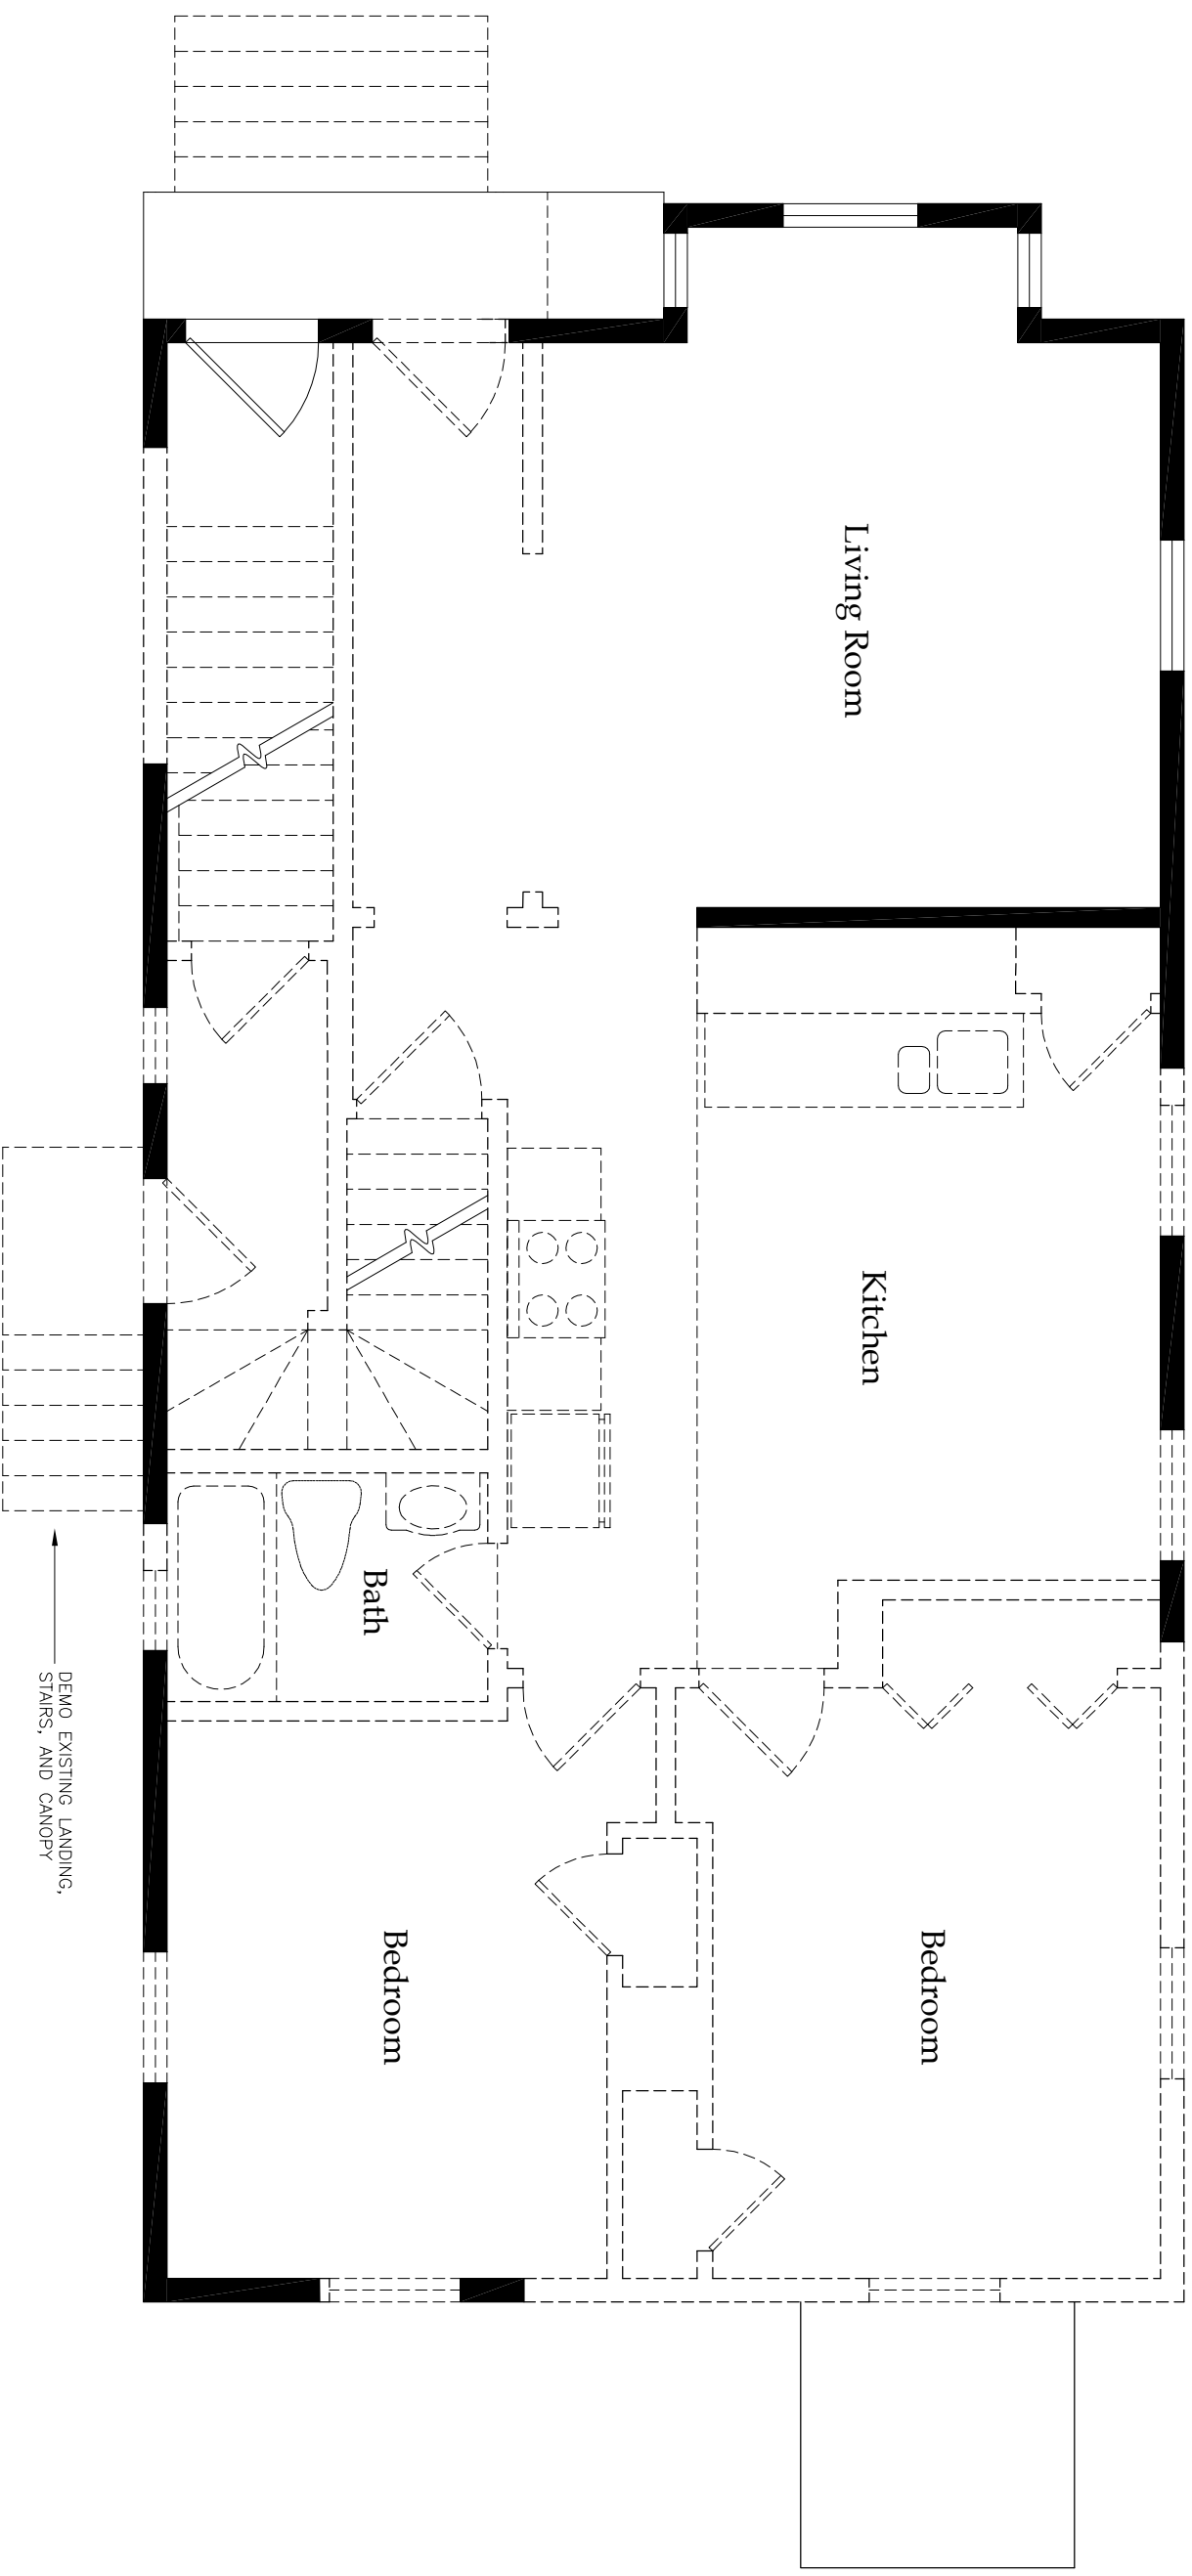 Living Room
Kitchen
Bath
Bedroom
Bedroom
DEMO EXISTING LANDING,
STAIRS, AND CANOPY